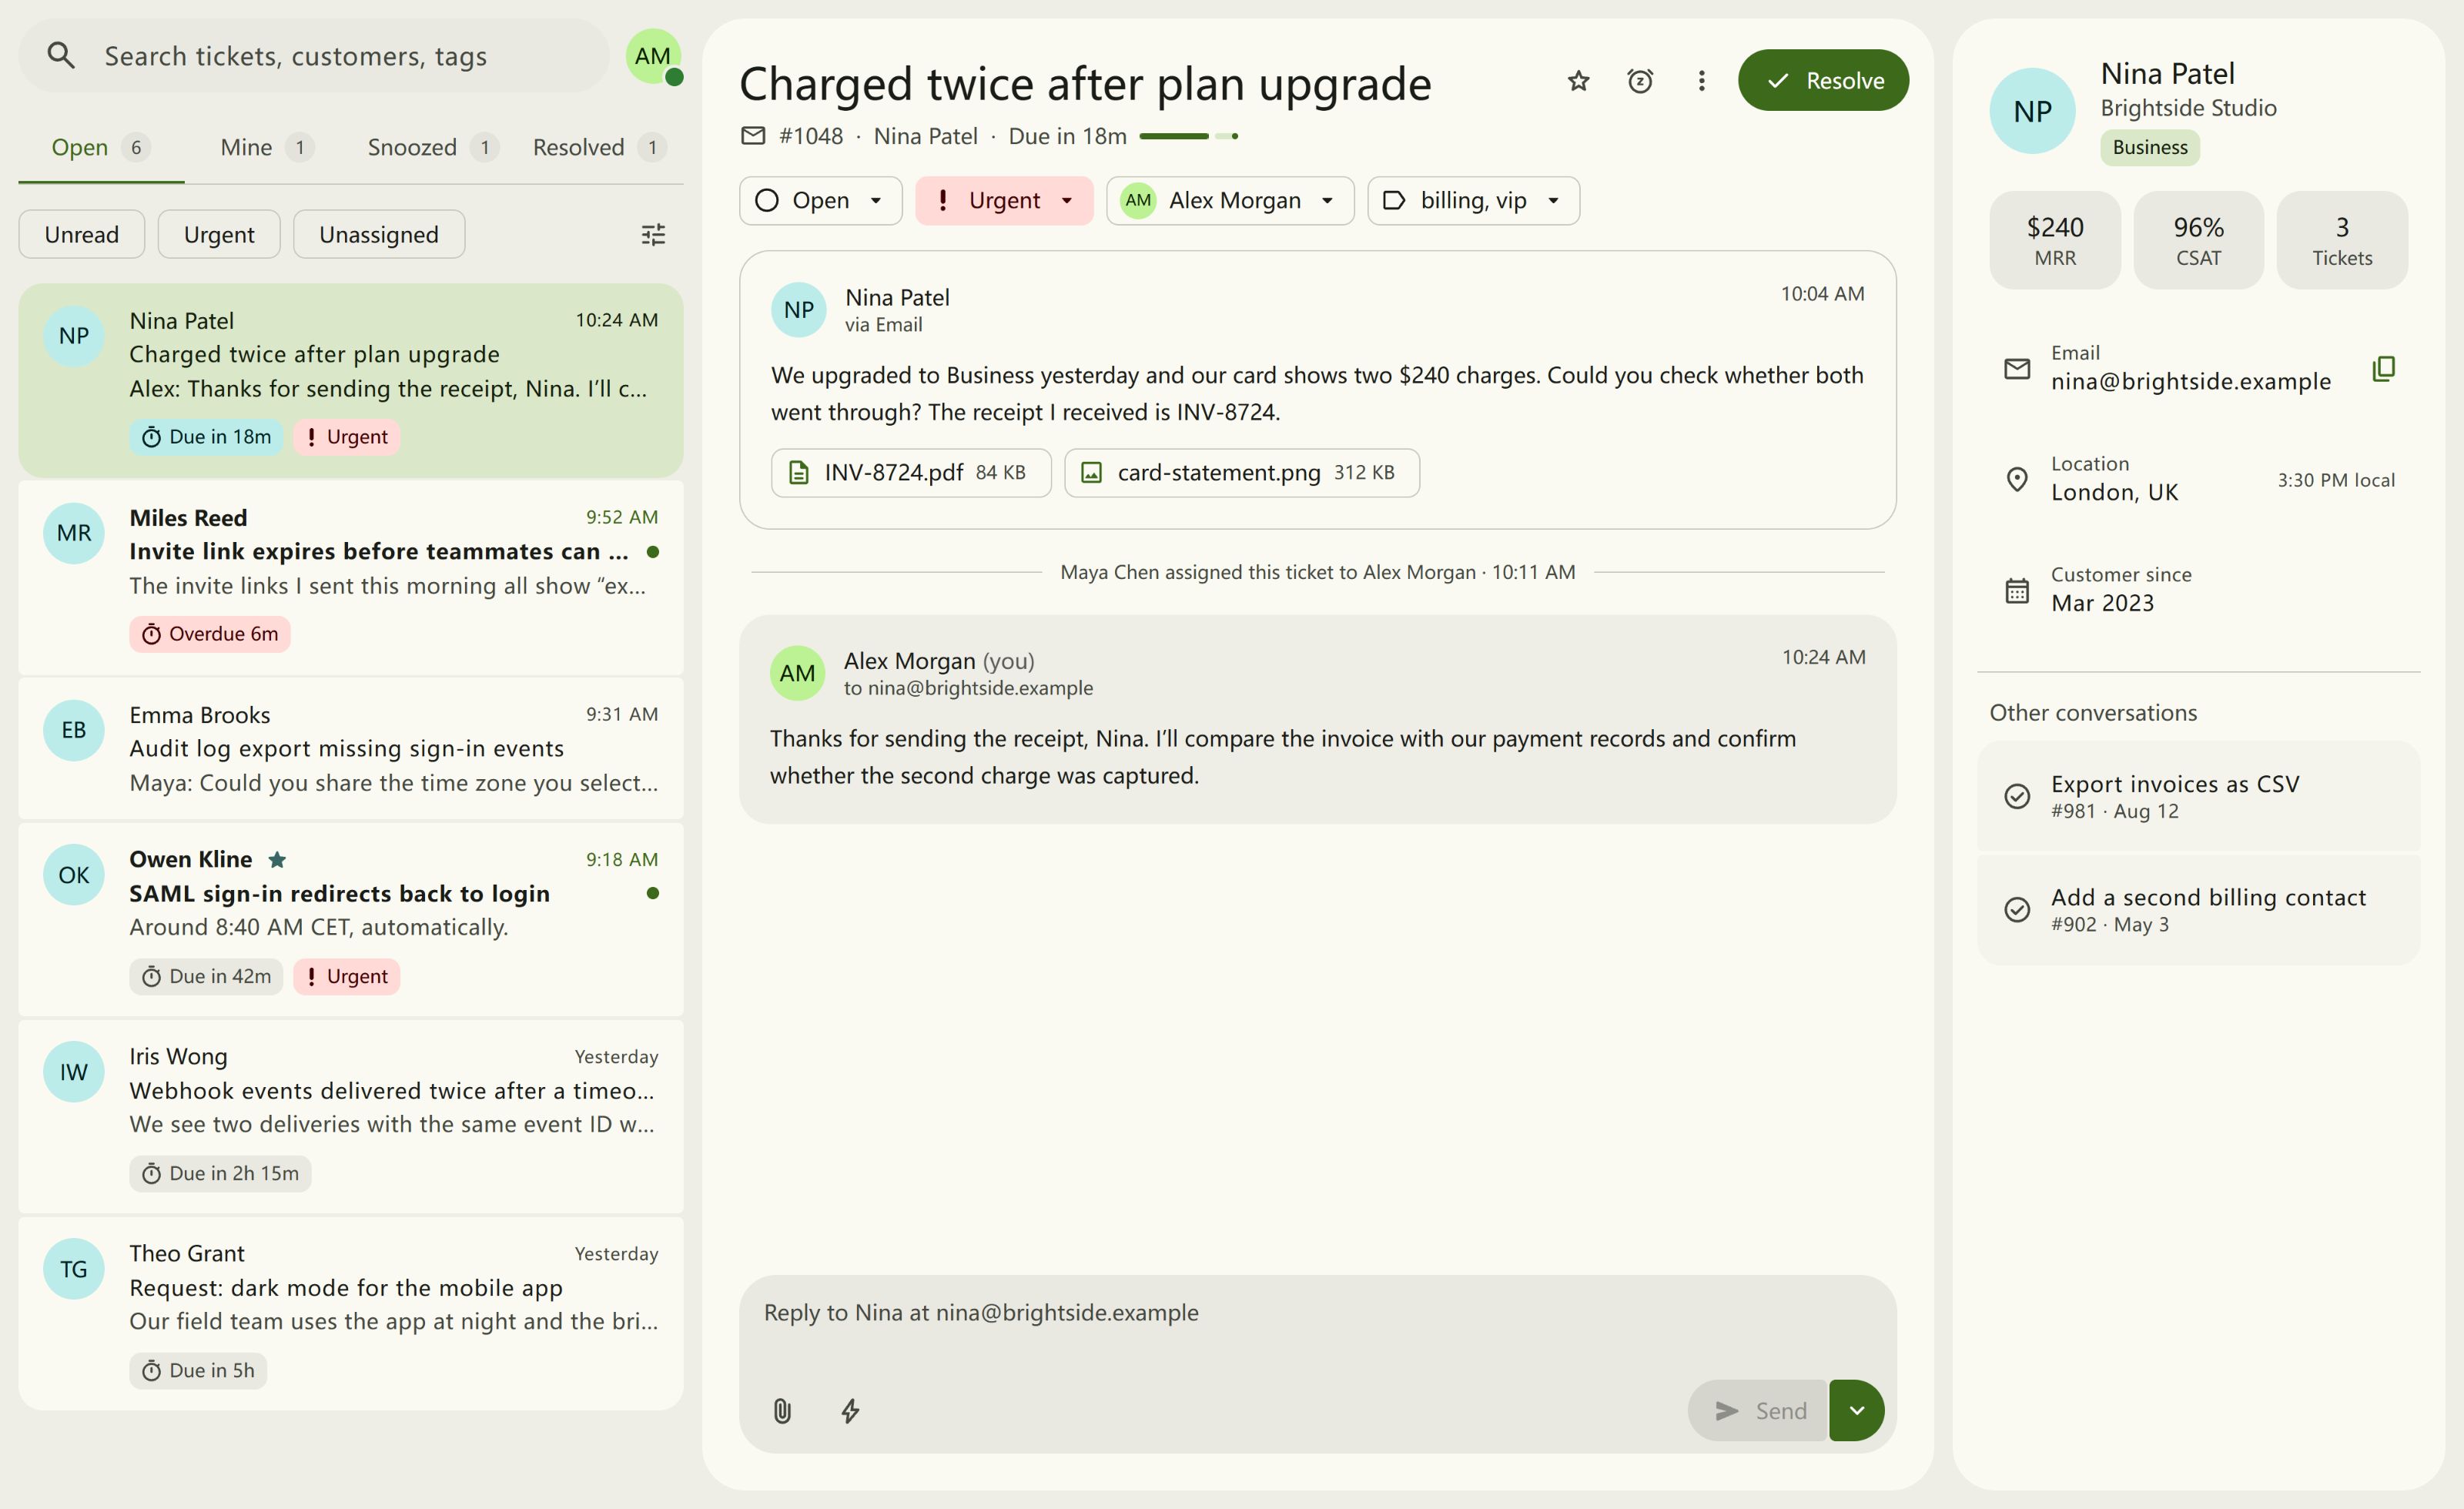 Search tickets, customers, tags
AM
Open 6
Mine 1
Snoozed 1
Resolved 1
Unread
Urgent
Unassigned
NP
Nina Patel
10:24 AM
Charged twice after plan upgrade
Alex: Thanks for sending the receipt, Nina. I’ll c...
Due in 18m
Urgent
MR
Miles Reed
9:52 AM
Invite link expires before teammates can ...
The invite links I sent this morning all show “ex...
Overdue 6m
EB
Emma Brooks
9:31 AM
Audit log export missing sign-in events
Maya: Could you share the time zone you select...
OK
Owen Kline
9:18 AM
SAML sign-in redirects back to login
Around 8:40 AM CET, automatically.
Due in 42m
Urgent
IW
Iris Wong
Yesterday
Webhook events delivered twice after a timeo...
We see two deliveries with the same event ID w...
Due in 2h 15m
TG
Theo Grant
Yesterday
Request: dark mode for the mobile app
Our field team uses the app at night and the bri...
Due in 5h
Charged twice after plan upgrade
Resolve
#1048 · Nina Patel · Due in 18m
Open
Urgent
AM Alex Morgan
billing, vip
NP
Nina Patel
via Email
10:04 AM
We upgraded to Business yesterday and our card shows two $240 charges. Could you check whether both
went through? The receipt I received is INV-8724.
INV-8724.pdf 84 KB
card-statement.png 312 KB
Maya Chen assigned this ticket to Alex Morgan · 10:11 AM
AM
Alex Morgan (you)
to nina@brightside.example
10:24 AM
Thanks for sending the receipt, Nina. I’ll compare the invoice with our payment records and confirm
whether the second charge was captured.
Reply to Nina at nina@brightside.example
Send
NP
Nina Patel
Brightside Studio
Business
$240
MRR
96%
CSAT
3
Tickets
Email
nina@brightside.example
Location
London, UK
3:30 PM local
Customer since
Mar 2023
Other conversations
Export invoices as CSV
#981 · Aug 12
Add a second billing contact
#902 · May 3